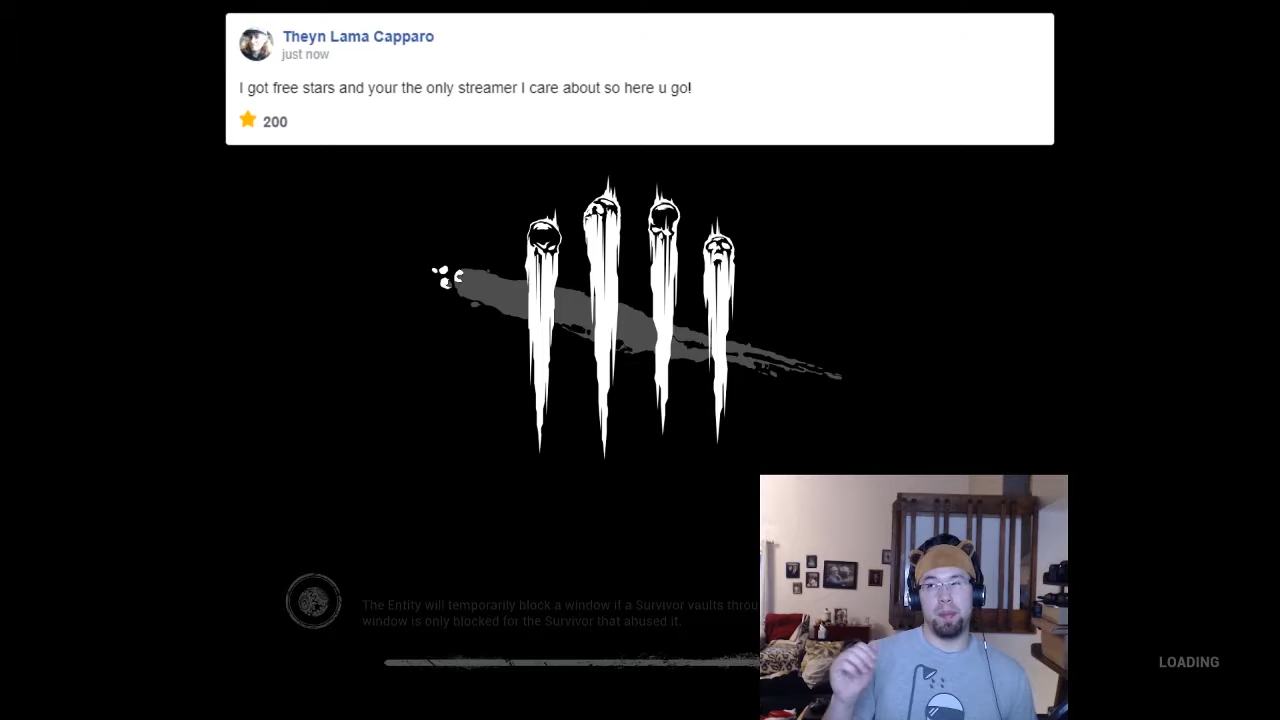 Theyn Lama Capparo
just now
I got free stars and your the only streamer I care about so here u go!
200
The Entity will temporarily block a window if a Survivor vaults
window is only blocked for the Survivor that abused it.
LOADING